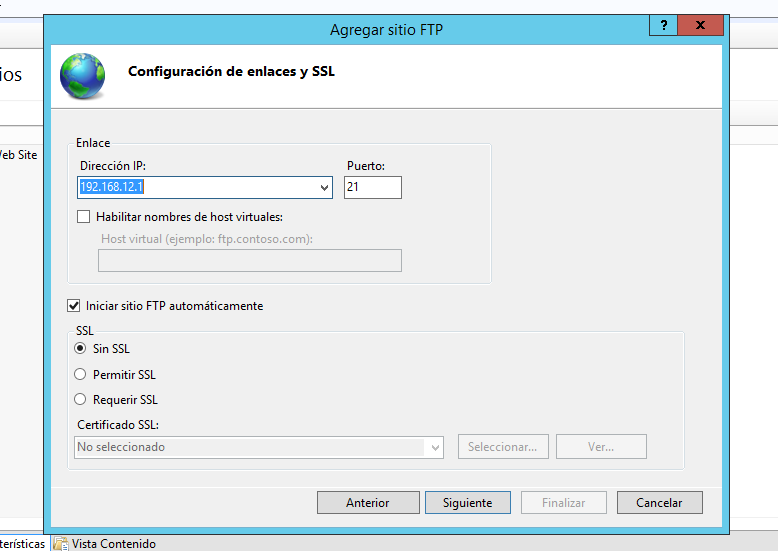 Agregar sitio FTP
?
x
Configuración de enlaces y SSL
ios
Web Site
Enlace
Dirección IP:
Puerto:
192.168.12.1
21
Habilitar nombres de host virtuales:
Host virtual (ejemplo: ftp.contoso.com):
Iniciar sitio FTP automáticamente
SSL
Sin SSL
Permitir SSL
Requerir SSL
Certificado SSL:
No seleccionado
Seleccionar...
Ver...
Anterior
Siguiente
Finalizar
Cancelar
terísticas
Vista Contenido